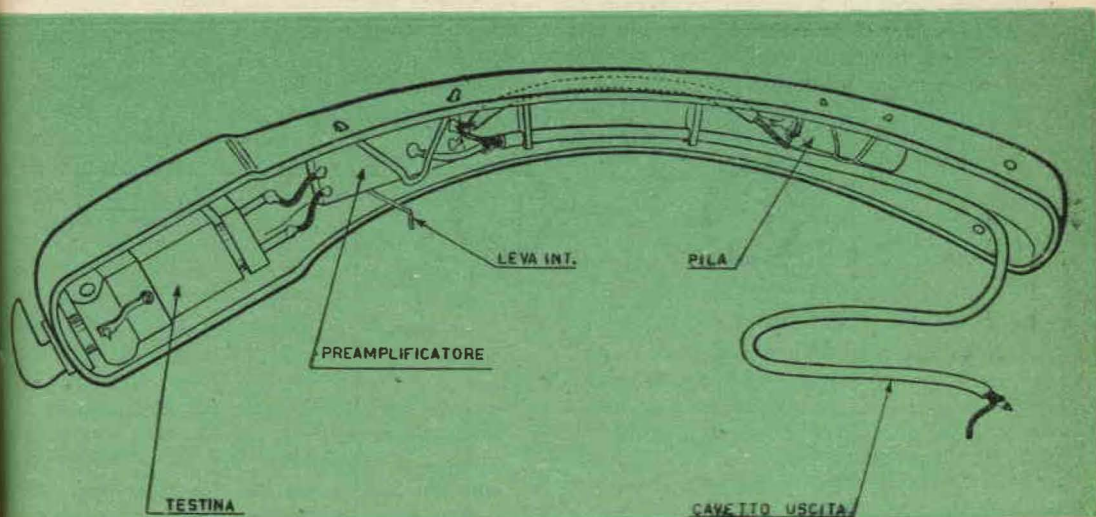 LEVA INT.
PILA
PREAMPLIFICATORE
TESTINA
CAVETTO USCITA